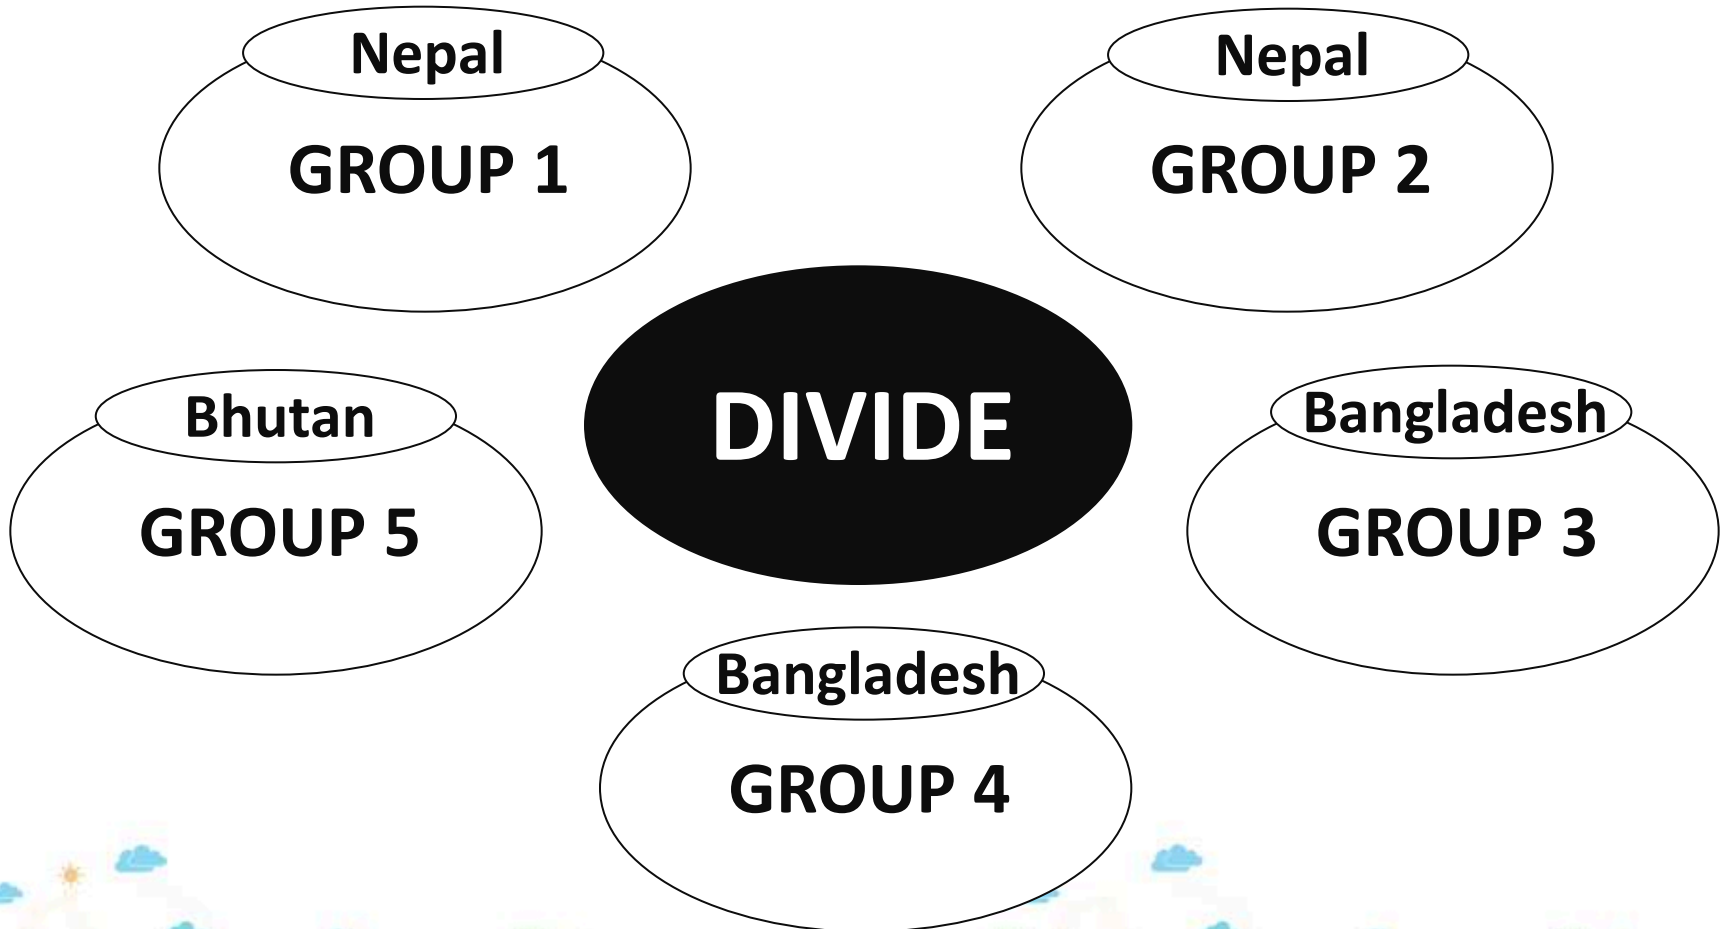 Nepal
GROUP 1
Nepal
GROUP 2
DIVIDE
Bhutan
GROUP 5
Bangladesh
GROUP 3
Bangladesh
GROUP 4